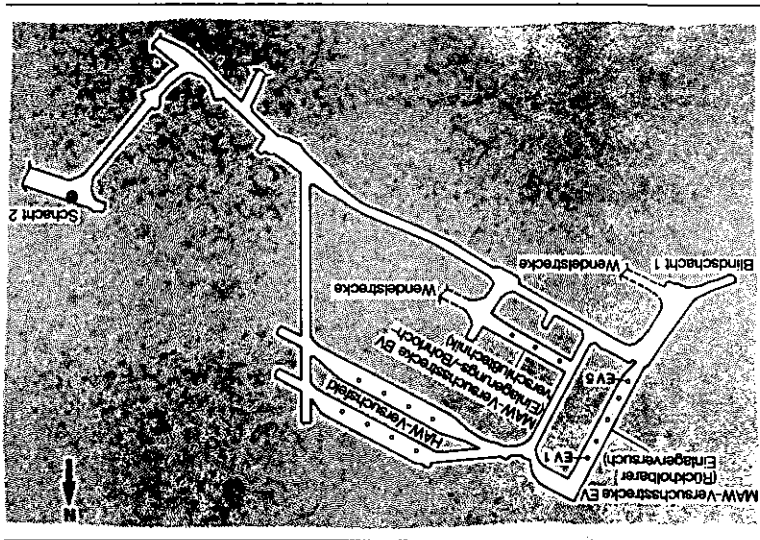 N
MAW-Versuchsstrecke EV
(Rückholbarer
Einlagerversuch)
EV 1
EV 5
HAW-Versuchsfeld
MAW-Versuchsstrecke BV
(Einlagerungs-/Bohrloch-
verschlußtechnik)
Wendelstrecke
Wendelstrecke
Blindschacht 1
Schacht 2